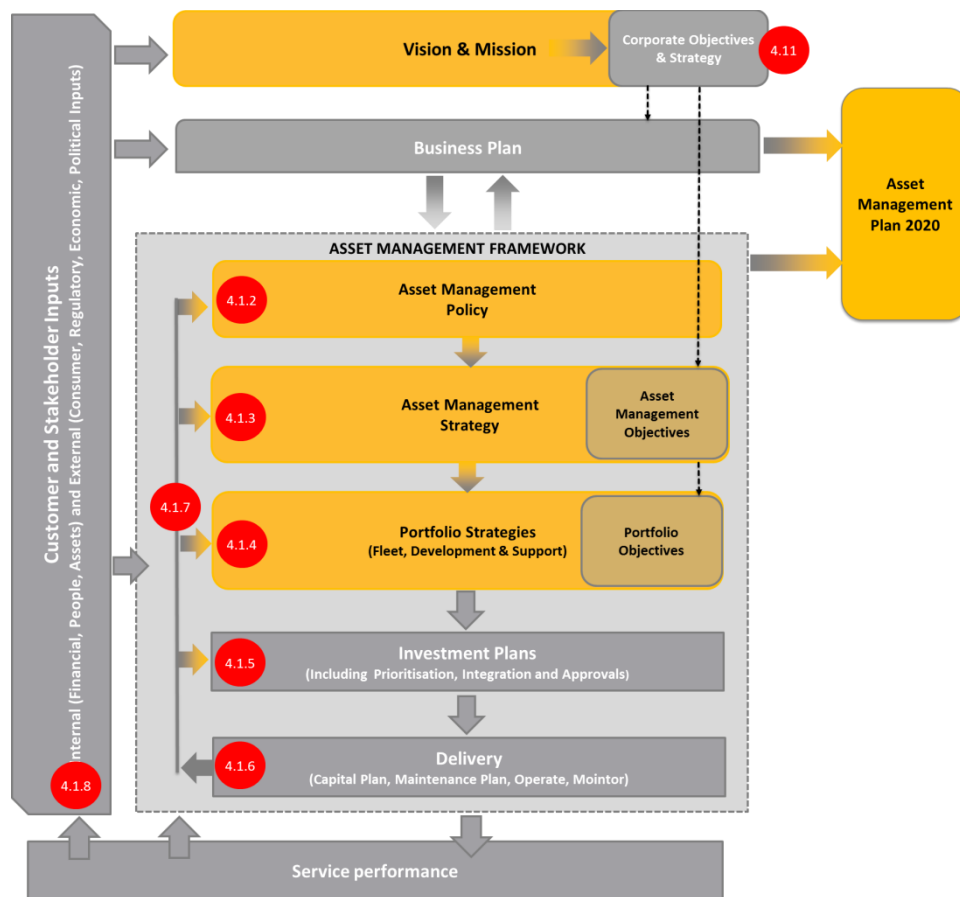 Customer and Stakeholder Inputs
nternal (Financial, People, Assets) and External (Consumer, Regulatory, Economic, Political Inputs)
4.1.8
Vision & Mission
Corporate Objectives
& Strategy
4.11
Business Plan
Asset
Management
Plan 2020
ASSET MANAGEMENT FRAMEWORK
4.1.2
Asset Management
Policy
4.1.3
Asset Management
Strategy
Asset
Management
Objectives
4.1.7
4.1.4
Portfolio Strategies
(Fleet, Development & Support)
Portfolio
Objectives
4.1.5
Investment Plans
(Including Prioritisation, Integration and Approvals)
4.1.6
Delivery
(Capital Plan, Maintenance Plan, Operate, Mointor)
Service performance